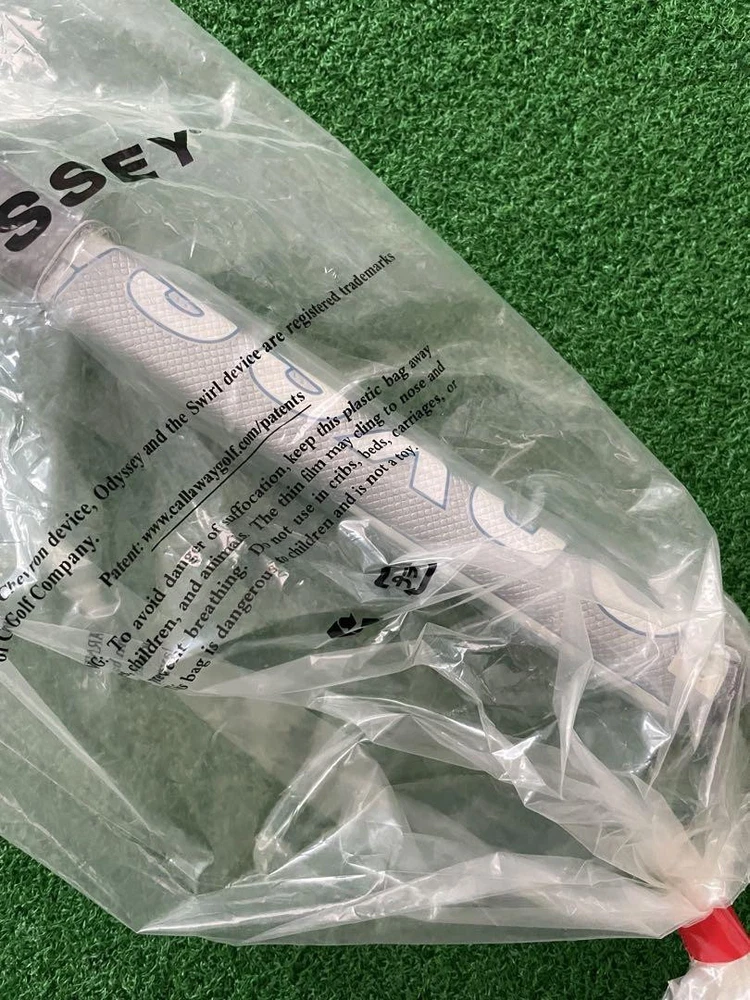 SSEY
Chevron device, Odyssey and the Swirl device are registered trademarks
of C Golf Company.
Patent: www.callawaygolf.com/patents
To avoid danger of suffocation, keep this plastic bag away
children, and The thin film may cling to nose and
breathing. not use in cribs, beds, carriages, or
bag is dangerous to children and is not a toy.